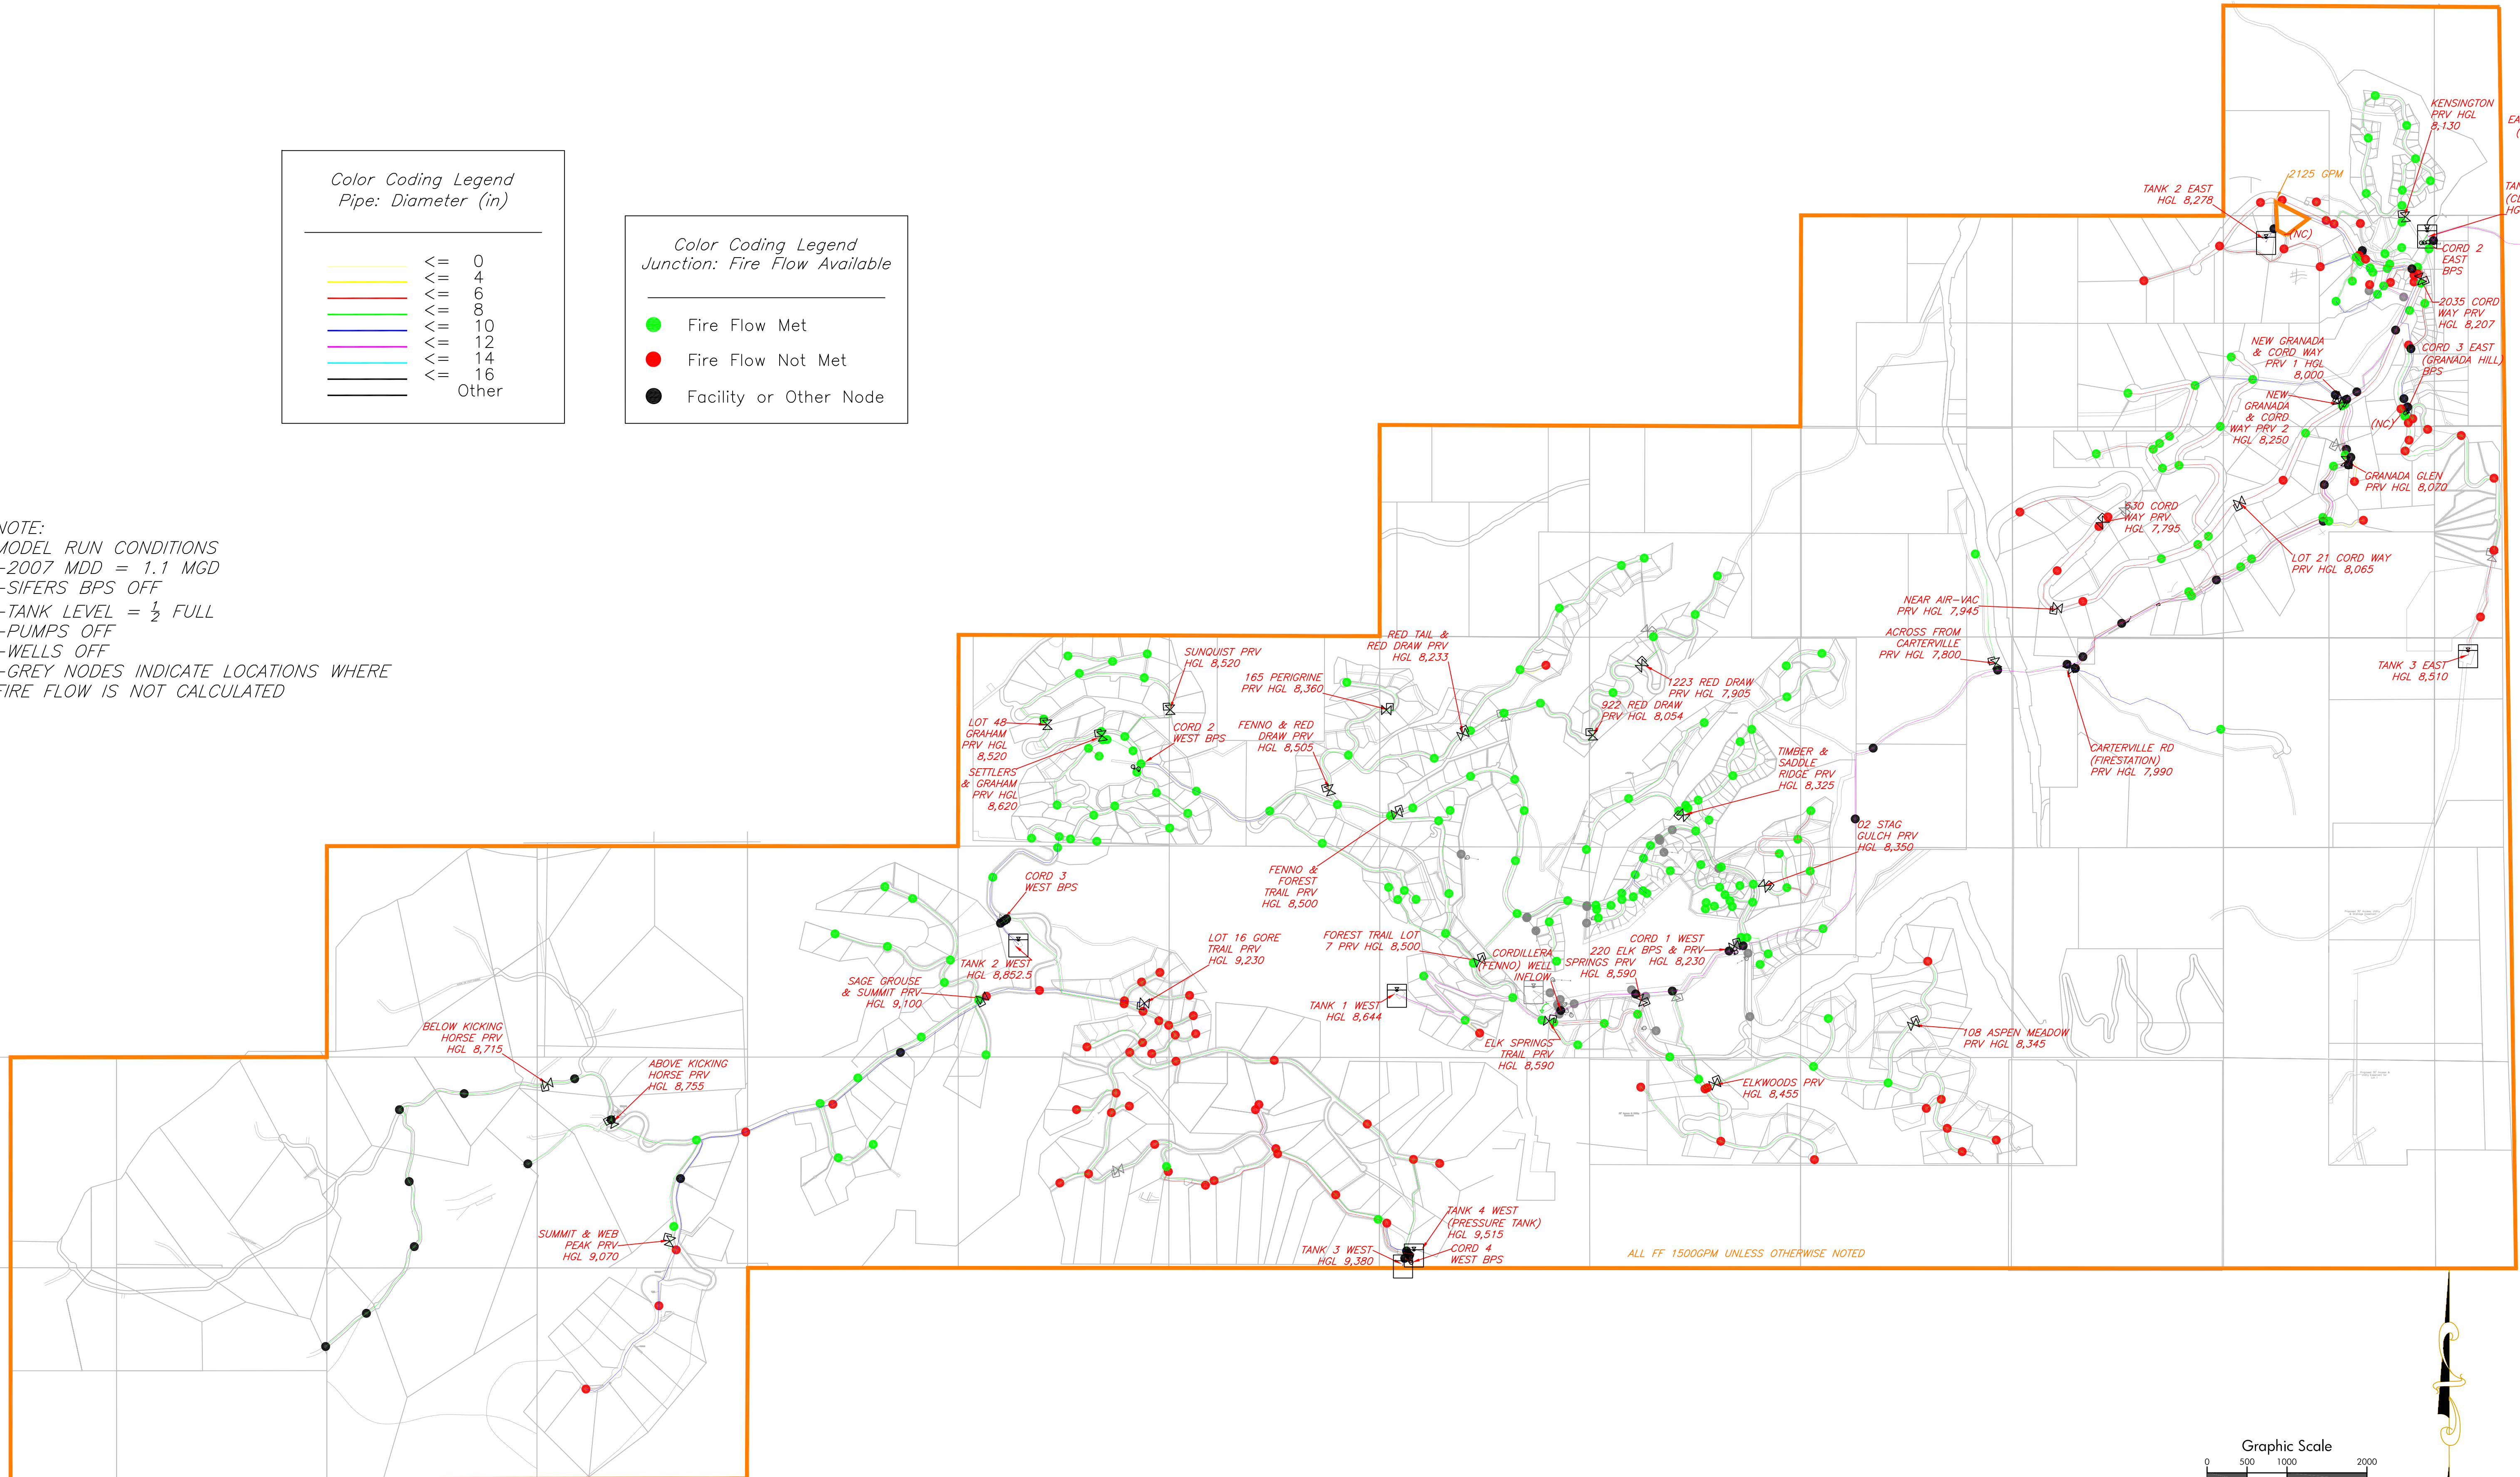 Color Coding Legend
Pipe: Diameter (in)
<= 0
<= 4
<= 6
<= 8
<= 10
<= 12
<= 14
<= 16
Other
Color Coding Legend
Junction: Fire Flow Available
Fire Flow Met
Fire Flow Not Met
Facility or Other Node
NOTE:
MODEL RUN CONDITIONS
-2007 MDD = 1.1 MGD
-SIFERS BPS OFF
-TANK LEVEL = 1/2 FULL
-PUMPS OFF
-WELLS OFF
-GREY NODES INDICATE LOCATIONS WHERE
FIRE FLOW IS NOT CALCULATED
KENSINGTON
PRV HGL
8,130
2125 GPM
TANK 2 EAST
HGL 8,278
(NC)
CORD 2
EAST
BPS
2035 CORD
WAY PRV
HGL 8,207
NEW GRANADA
& CORD WAY
PRV 1 HGL
8,000
CORD 3 EAST
(GRANADA HILL)
BPS
NEW
GRANADA
& CORD
WAY PRV 2
HGL 8,250
(NC)
GRANADA GLEN
PRV HGL 8,070
630 CORD
WAY PRV
HGL 7,795
LOT 21 CORD WAY
PRV HGL 8,065
NEAR AIR-VAC
PRV HGL 7,945
ACROSS FROM
CARTERVILLE
PRV HGL 7,800
TANK 3 EAST
HGL 8,510
CARTERVILLE RD
(FIRESTATION)
PRV HGL 7,990
RED TAIL &
RED DRAW PRV
HGL 8,233
SUNQUIST PRV
HGL 8,520
165 PERIGRINE
PRV HGL 8,360
1223 RED DRAW
PRV HGL 7,905
922 RED DRAW
PRV HGL 8,054
LOT 48
GRAHAM
PRV HGL
8,520
CORD 2
WEST BPS
FENNO & RED
DRAW PRV
HGL 8,505
SETTLERS
& GRAHAM
PRV HGL
8,620
TIMBER &
SADDLE
RIDGE PRV
HGL 8,325
02 STAG
GULCH PRV
HGL 8,350
FENNO &
FOREST
TRAIL PRV
HGL 8,500
CORD 3
WEST BPS
LOT 16 GORE
TRAIL PRV
HGL 9,230
FOREST TRAIL LOT
7 PRV HGL 8,500
CORDILLERA
(FENNO) WELL
INFLOW
220 ELK
SPRINGS PRV
HGL 8,590
CORD 1 WEST
BPS & PRV
HGL 8,230
TANK 2 WEST
HGL 8,852.5
SAGE GROUSE
& SUMMIT PRV
HGL 9,100
TANK 1 WEST
HGL 8,644
BELOW KICKING
HORSE PRV
HGL 8,715
ABOVE KICKING
HORSE PRV
HGL 8,755
ELK SPRINGS
TRAIL PRV
HGL 8,590
108 ASPEN MEADOW
PRV HGL 8,345
ELKWOODS PRV
HGL 8,455
SUMMIT & WEB
PEAK PRV
HGL 9,070
TANK 4 WEST
(PRESSURE TANK)
HGL 9,515
TANK 3 WEST
HGL 9,380
CORD 4
WEST BPS
ALL FF 1500GPM UNLESS OTHERWISE NOTED
Graphic Scale
0 500 1000 2000